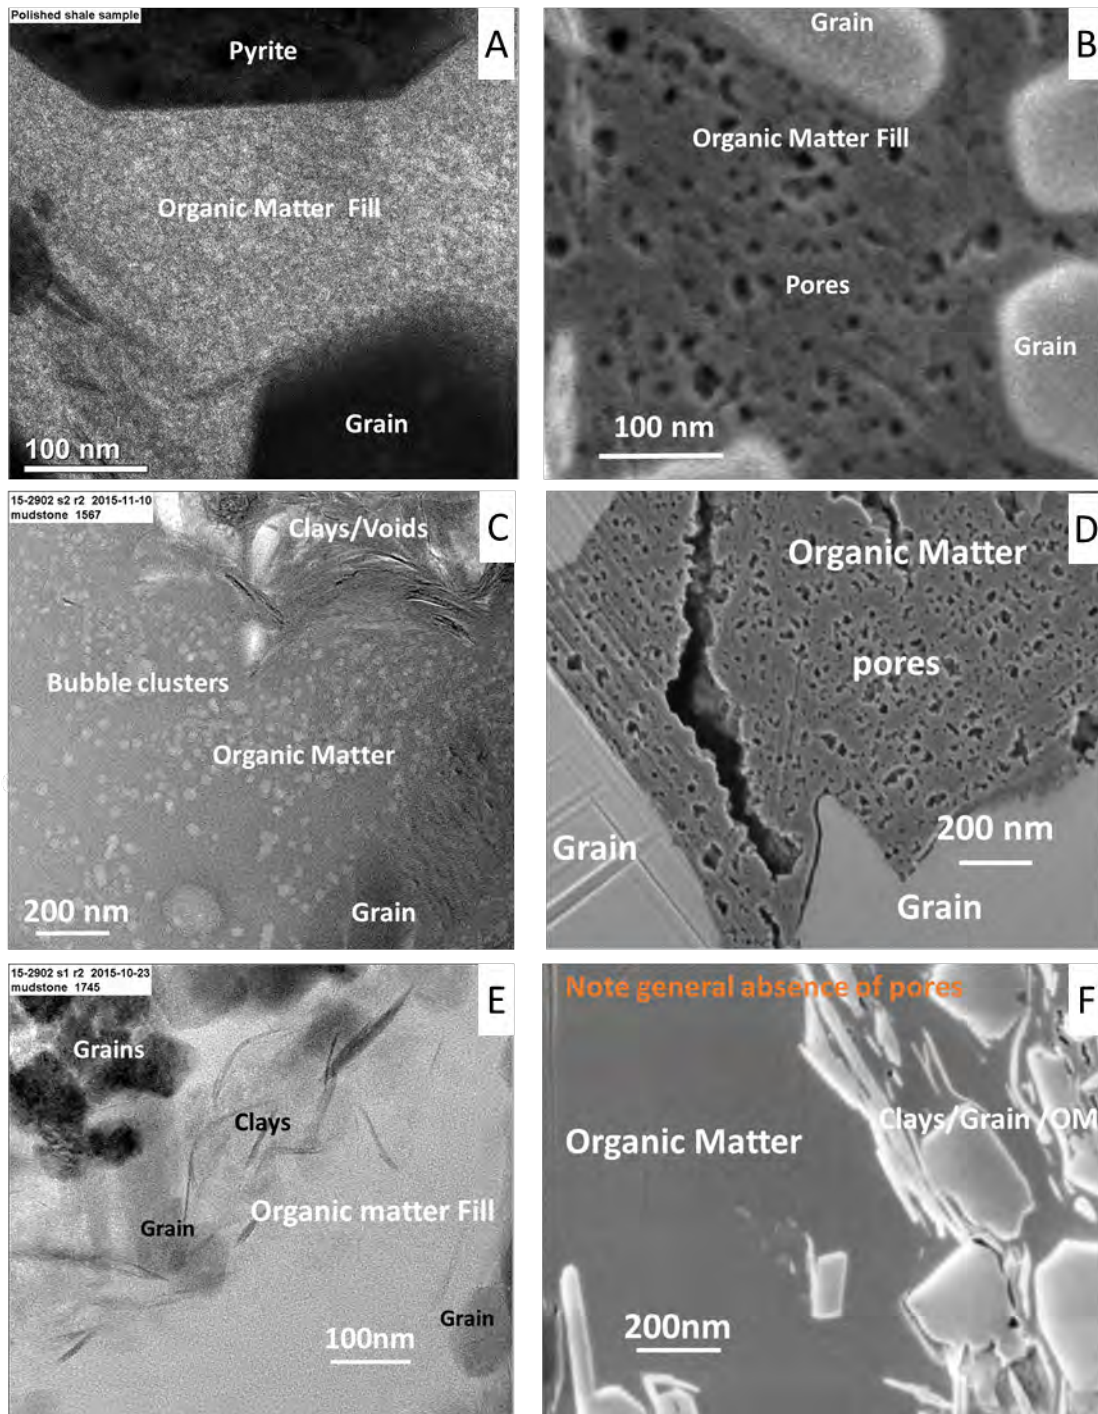 Polished shale sample
A
Pyrite
Organic Matter Fill
Grain
100 nm
B
Grain
Organic Matter Fill
Pores
Grain
100 nm
15-2902 s2 r2 2015-11-10
mudstone 1567
C
Clays/Voids
Bubble clusters
Organic Matter
200 nm
Grain
D
Organic Matter
pores
200 nm
Grain
Grain
15-2902 s1 r2 2015-10-23
mudstone 1745
E
Grains
Clays
Organic matter Fill
Grain
Grain
100nm
Note general absence of pores
F
Clays/Grain /OM
Organic Matter
200nm